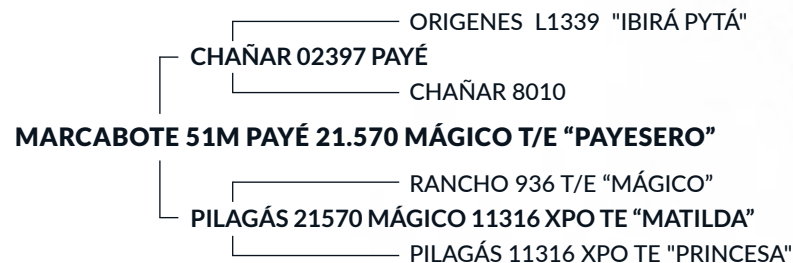 ORIGENES L1339 "IBIRÁ PYTÁ"
CHAÑAR 02397 PAYÉ
CHAÑAR 8010
MARCABOTE 51M PAYÉ 21.570 MÁGICO T/E “PAYESERO”
RANCHO 936 T/E “MÁGICO”
PILAGÁS 21570 MÁGICO 11316 XPO TE “MATILDA”
PILAGÁS 11316 XPO TE "PRINCESA"